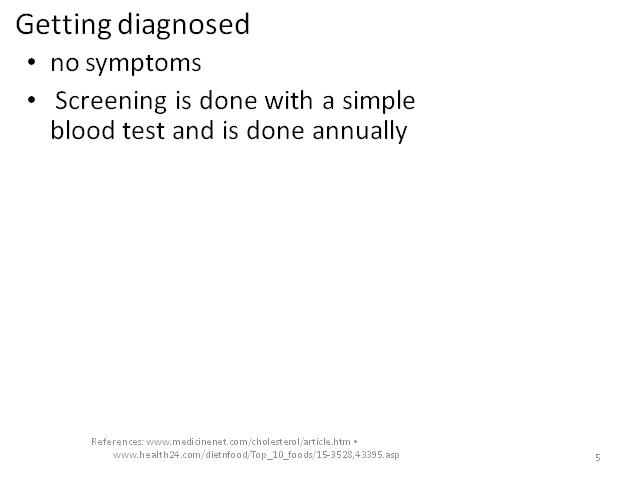 Getting diagnosed
• no symptoms
• Screening is done with a simple
blood test and is done annually
References: www.medicinenet.com/cholesterol/article.htm •
www.health24.com/dietnfood/Top_10_foods/15-3528,43395.asp
5